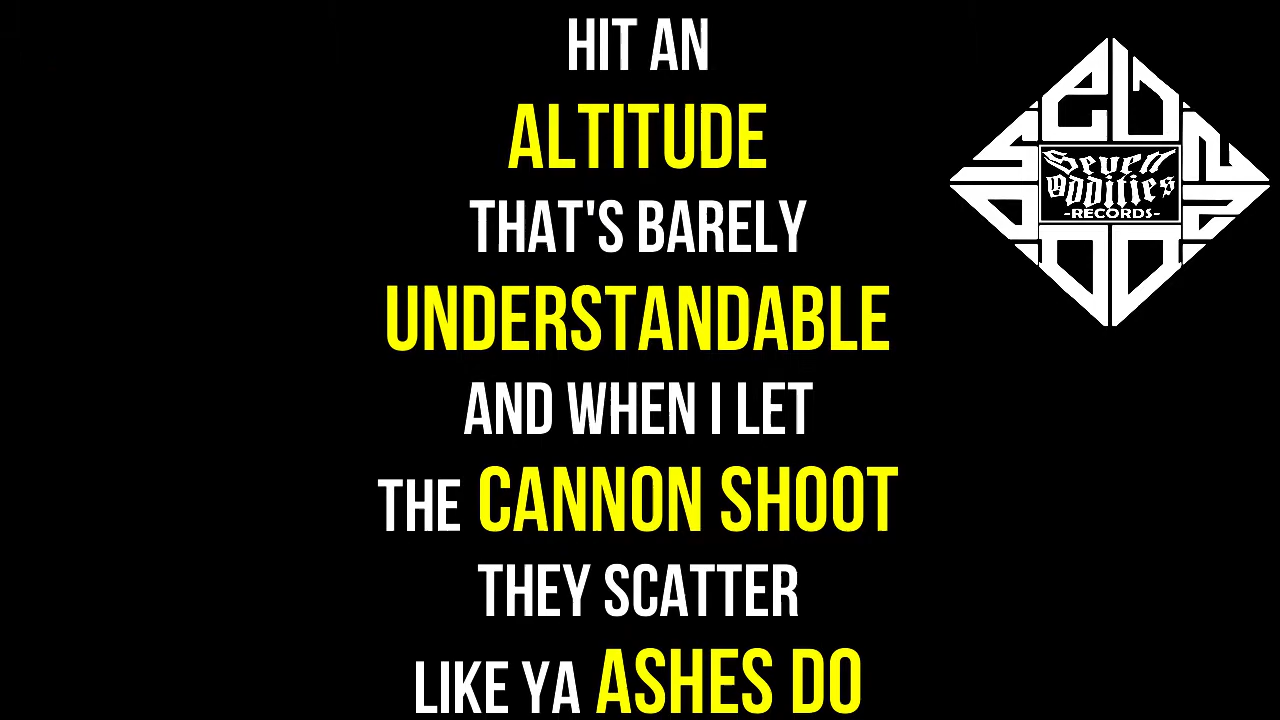 HIT AN
ALTITUDE
THAT'S BARELY
UNDERSTANDABLE
AND WHEN I LET
THE CANNON SHOOT
THEY SCATTER
LIKE YA ASHES DO
Seven
Oddities
-RECORDS-